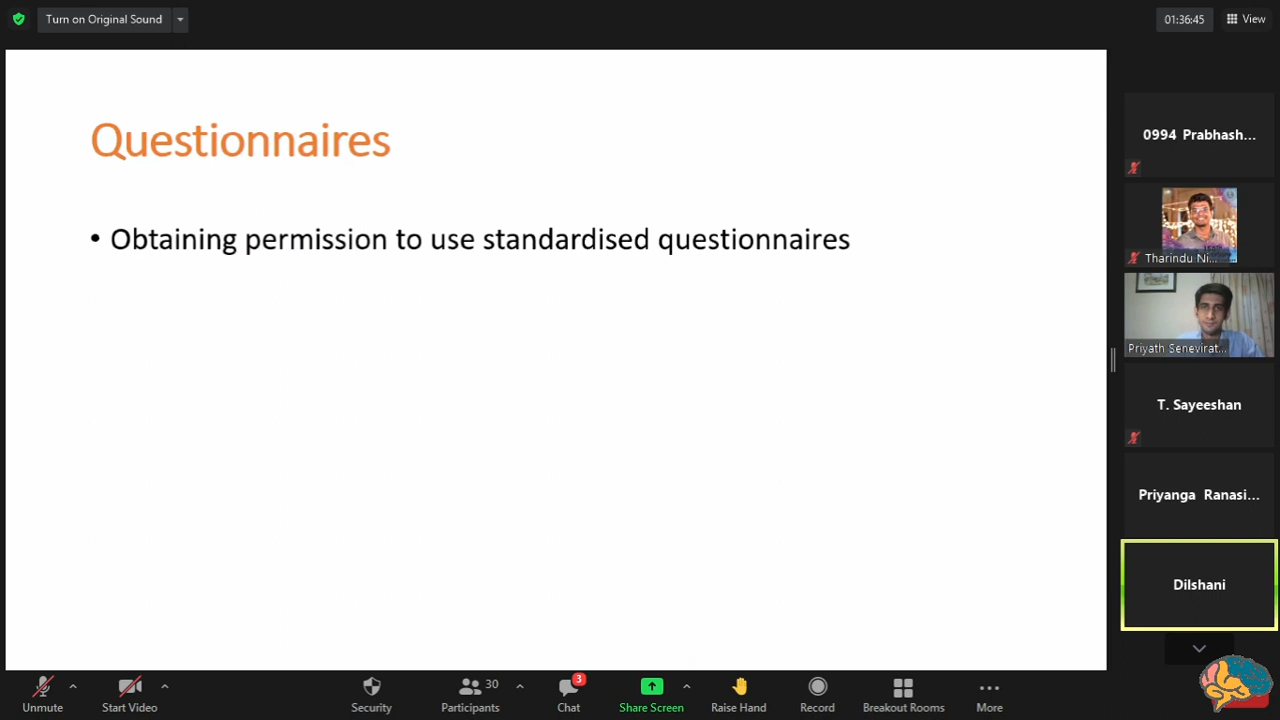 Turn on Original Sound
01:36:45
View
Questionnaires
• Obtaining permission to use standardised questionnaires
0994 Prabhash...
Tharindu Ni...
Priyath Senevirat...
T. Sayeeshan
Priyanga Ranasi...
Dilshani
Unmute
Start Video
Security
30
Participants
3
Chat
Share Screen
Raise Hand
Record
Breakout Rooms
More